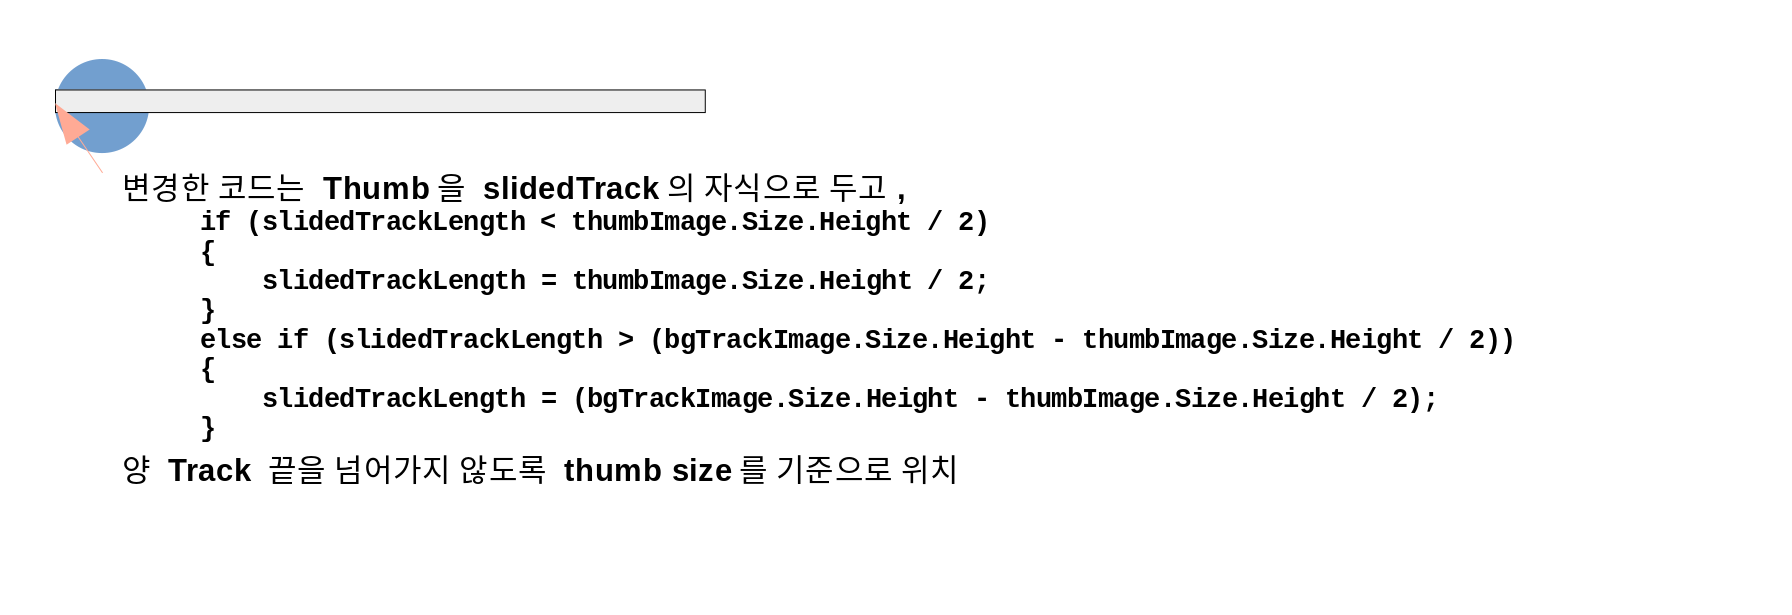 변경한 코드는 Thumb 을 slidedTrack 의 자식으로 두고 ,
if (slidedTrackLength < thumbImage.Size.Height / 2)
{
    slidedTrackLength = thumbImage.Size.Height / 2;
}
else if (slidedTrackLength > (bgTrackImage.Size.Height - thumbImage.Size.Height / 2))
{
    slidedTrackLength = (bgTrackImage.Size.Height - thumbImage.Size.Height / 2);
}
양 Track 끝을 넘어가지 않도록 thumb size 를 기준으로 위치